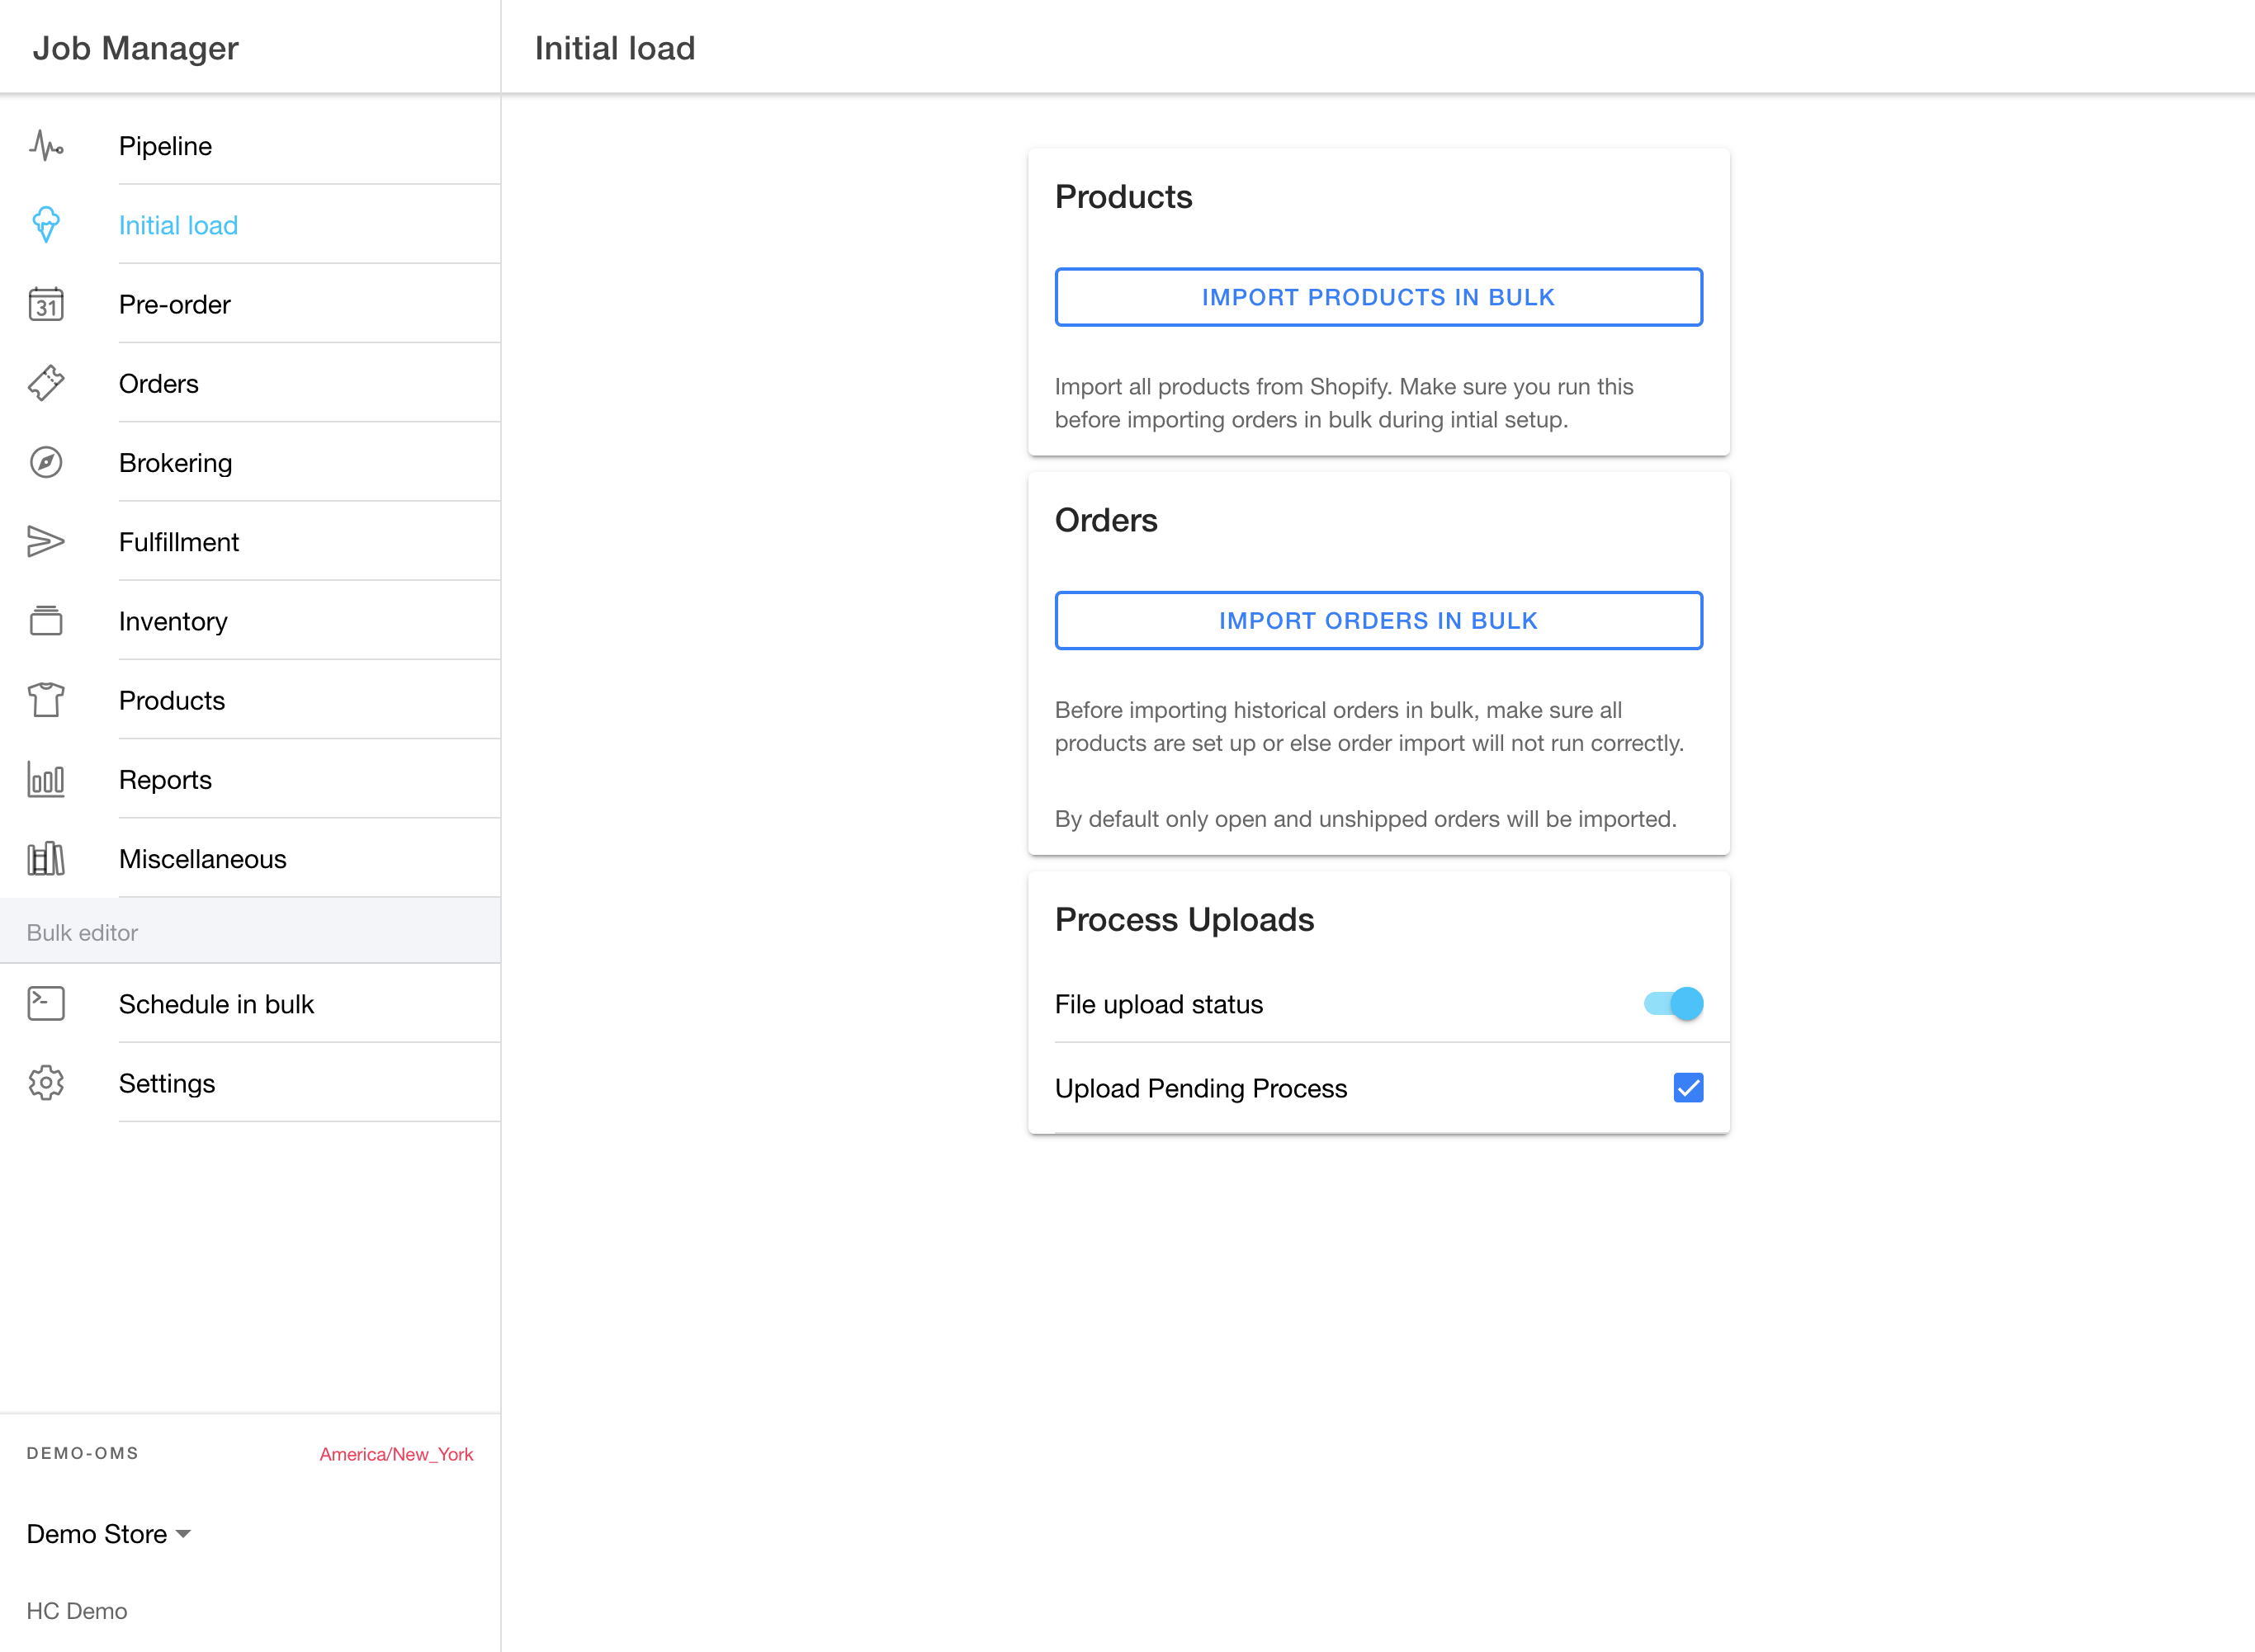 Job Manager
Initial load
Pipeline
Initial load
31
Pre-order
Orders
Brokering
Fulfillment
Inventory
Products
Reports
Miscellaneous
Bulk editor
Schedule in bulk
Settings
DEMO-OMS
America/New_York
Demo Store
HC Demo
Products
IMPORT PRODUCTS IN BULK
Import all products from Shopify. Make sure you run this
before importing orders in bulk during intial setup.
Orders
IMPORT ORDERS IN BULK
Before importing historical orders in bulk, make sure all
products are set up or else order import will not run correctly.
By default only open and unshipped orders will be imported.
Process Uploads
File upload status
Upload Pending Process